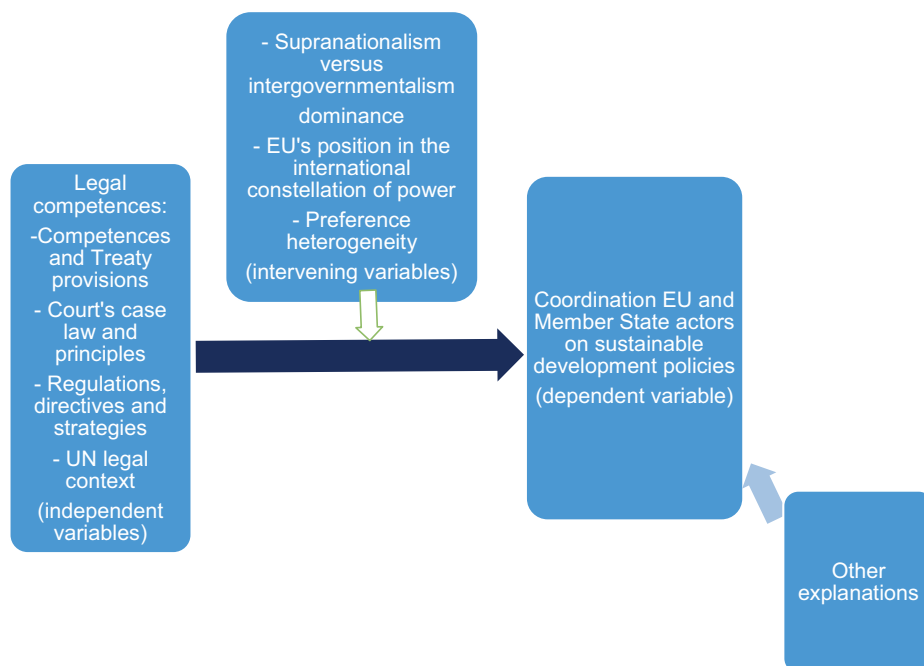 - Supranationalism
versus
intergovernmentalism
dominance
- EU's position in the
international
constellation of power
- Preference
heterogeneity
(intervening variables)
Legal
competences:
-Competences
and Treaty
provisions
- Court's case
law and
principles
- Regulations,
directives and
strategies
- UN legal
context
(independent
variables)
Coordination EU and
Member State actors
on sustainable
development policies
(dependent variable)
Other
explanations